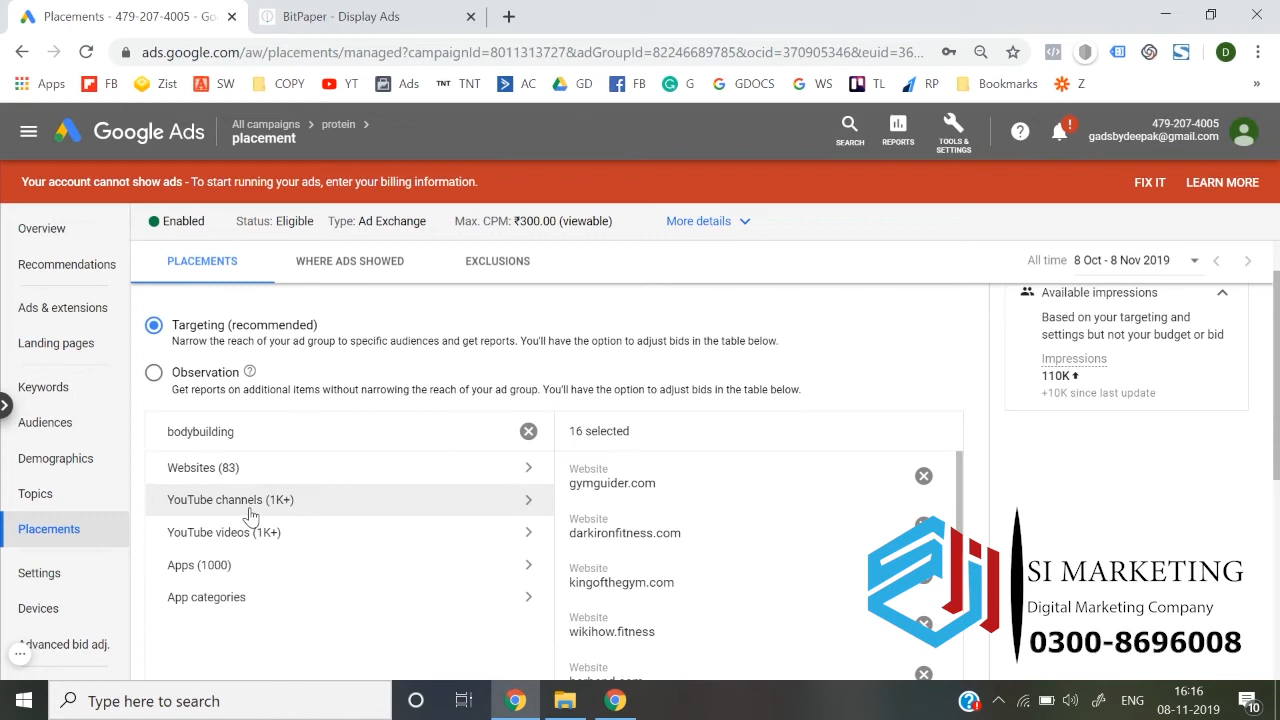 Placements - 479-207-4005 - YouT
BitPaper - Display Ads
ads.google.com/aw/placements/managed?campaignId=8011313727&adGroupId=82246689785&ocid=370905346&euid=36...
D
Apps
FB
Zist
SW
COPY
YT
Ads
TNT TNT
AC
GD
FB
G
GDOCS
WS
TL
RP
Bookmarks
Z
»
Google Ads
All campaigns > protein >
placement
SEARCH
REPORTS
TOOLS &
SETTINGS
479-207-4005
gadsbydeepak@gmail.com
Your account cannot show ads - To start running your ads, enter your billing information.
FIX IT
LEARN MORE
Enabled
Status: Eligible
Type: Ad Exchange
Max. CPM: ₹300.00 (viewable)
More details
Overview
Recommendations
Ads & extensions
Landing pages
Keywords
Audiences
Demographics
Topics
Placements
Settings
Devices
Advanced bid adj.
PLACEMENTS
WHERE ADS SHOWED
EXCLUSIONS
All time
8 Oct - 8 Nov 2019
Targeting (recommended)
Narrow the reach of your ad group to specific audiences and get reports. You'll have the option to adjust bids in the table below.
Observation
Get reports on additional items without narrowing the reach of your ad group. You'll have the option to adjust bids in the table below.
Available impressions
Based on your targeting and
settings but not your budget or bid
Impressions
110K
+10K since last update
bodybuilding
16 selected
Websites (83)
YouTube channels (1K+)
YouTube videos (1K+)
Apps (1000)
App categories
Website
gymguider.com
Website
darkironfitness.com
Website
kingofthegym.com
Website
wikihow.fitness
Website
SI MARKETING
Digital Marketing Company
0300-8696008
Type here to search
ENG
16:16
08-11-2019
10